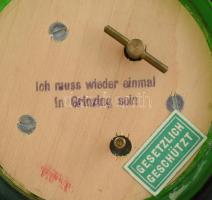 Ich muss wieder einmal
in Grinzing sein
GESETZLICH
GESCHÜTZT